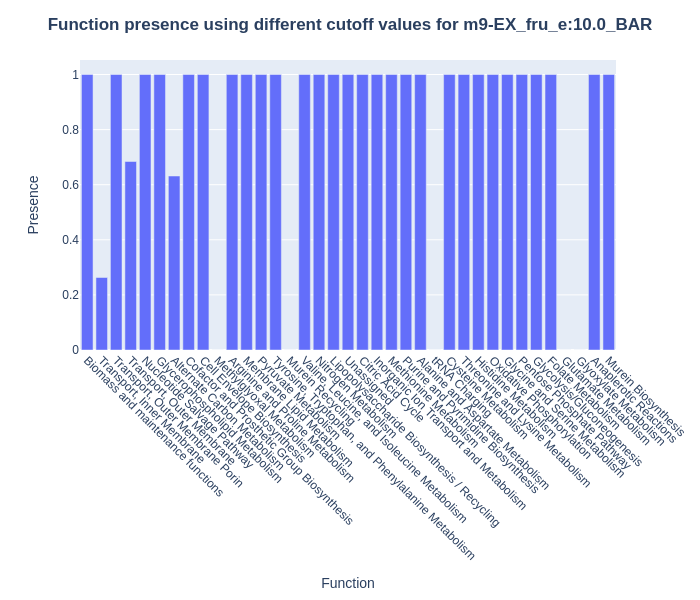 Function presence using different cutoff values for m9-EX_fru_e:10.0_BAR
Presence
1
0.8
0.6
0.4
0.2
0
Biomass and maintenance functions
Transport, Inner Membrane
Transport, Outer Membrane
Transport, Outer Membrane Porin
Nucleotide Salvage Pathway
Glycerophospholipid Metabolism
Alternate Carbon Metabolism
Cofactor and Prosthetic Group Biosynthesis
Cell Envelope Biosynthesis
Methylglyoxal Metabolism
Arginine and Proline Metabolism
Membrane Lipid Metabolism
Pyruvate Metabolism
Tyrosine, Tryptophan, and Phenylalanine Metabolism
Murein Recycling
Valine, Leucine, and Isoleucine Metabolism
Nitrogen Metabolism
Lipopolysaccharide Biosynthesis / Recycling
Unassigned
Citric Acid Cycle
Inorganic Ion Transport and Metabolism
Methionine Metabolism
Purine and Pyrimidine Biosynthesis
Alanine and Aspartate Metabolism
tRNA Charging
Cysteine Metabolism
Threonine and Lysine Metabolism
Histidine Metabolism
Oxidative Phosphorylation
Glycine and Serine Metabolism
Pentose Phosphate Pathway
Glycolysis/Gluconeogenesis
Folate Metabolism
Glutamate Metabolism
Glyoxylate Metabolism
Anaplerotic Reactions
Murein Biosynthesis
Function